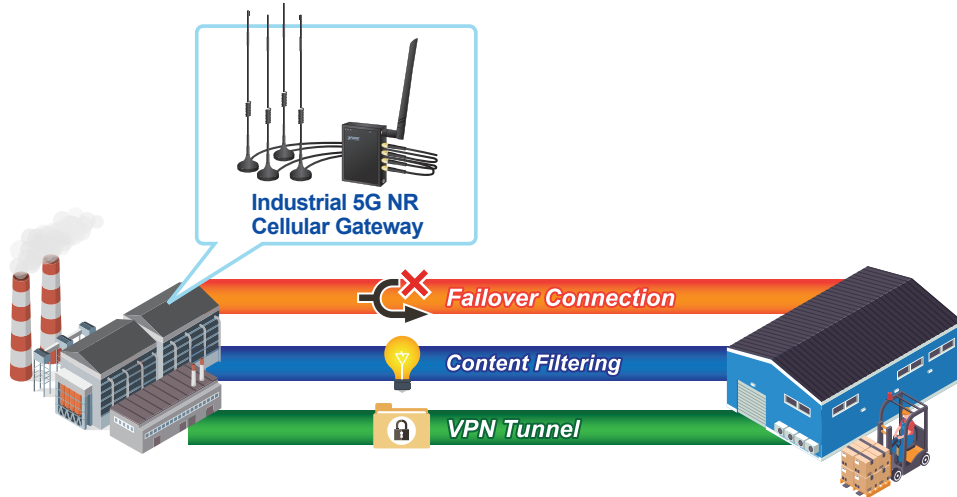 Industrial 5G NR
Cellular Gateway
Failover Connection
Content Filtering
VPN Tunnel